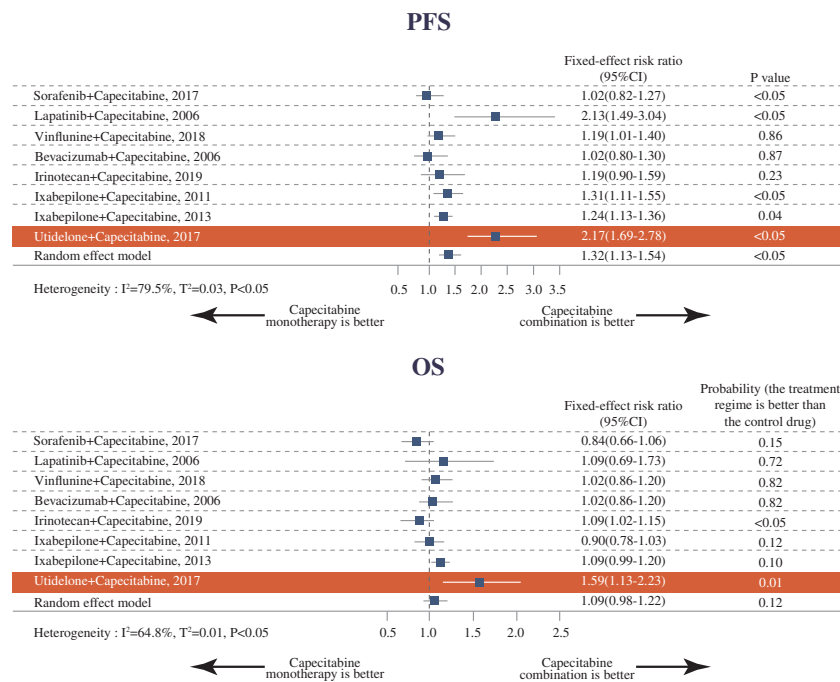 PFS
Fixed-effect risk ratio
(95%CI) P value
Sorafenib+Capecitabine, 2017 1.02(0.82-1.27) <0.05
Lapatinib+Capecitabine, 2006 2.13(1.49-3.04) <0.05
Vinflunine+Capecitabine, 2018 1.19(1.01-1.40) 0.86
Bevacizumab+Capecitabine, 2006 1.02(0.80-1.30) 0.87
Irinotecan+Capecitabine, 2019 1.19(0.90-1.59) 0.23
Ixabepilone+Capecitabine, 2011 1.31(1.11-1.55) <0.05
Ixabepilone+Capecitabine, 2013 1.24(1.13-1.36) 0.04
Utidelone+Capecitabine, 2017 2.17(1.69-2.78) <0.05
Random effect model 1.32(1.13-1.54) <0.05
Heterogeneity : I²=79.5%, T²=0.03, P<0.05 0.5 1.0 1.5 2.0 2.5 3.0 3.5
Capecitabine Capecitabine
monotherapy is better combination is better
OS
Probability (the treatment
Fixed-effect risk ratio regime is better than
(95%CI) the control drug)
Sorafenib+Capecitabine, 2017 0.84(0.66-1.06) 0.15
Lapatinib+Capecitabine, 2006 1.09(0.69-1.73) 0.72
Vinflunine+Capecitabine, 2018 1.02(0.86-1.20) 0.82
Bevacizumab+Capecitabine, 2006 1.02(0.86-1.20) 0.82
Irinotecan+Capecitabine, 2019 1.09(1.02-1.15) <0.05
Ixabepilone+Capecitabine, 2011 0.90(0.78-1.03) 0.12
Ixabepilone+Capecitabine, 2013 1.09(0.99-1.20) 0.10
Utidelone+Capecitabine, 2017 1.59(1.13-2.23) 0.01
Random effect model 1.09(0.98-1.22) 0.12
Heterogeneity : I²=64.8%, T²=0.01, P<0.05 0.5 1.0 1.5 2.0 2.5
Capecitabine Capecitabine
monotherapy is better combination is better